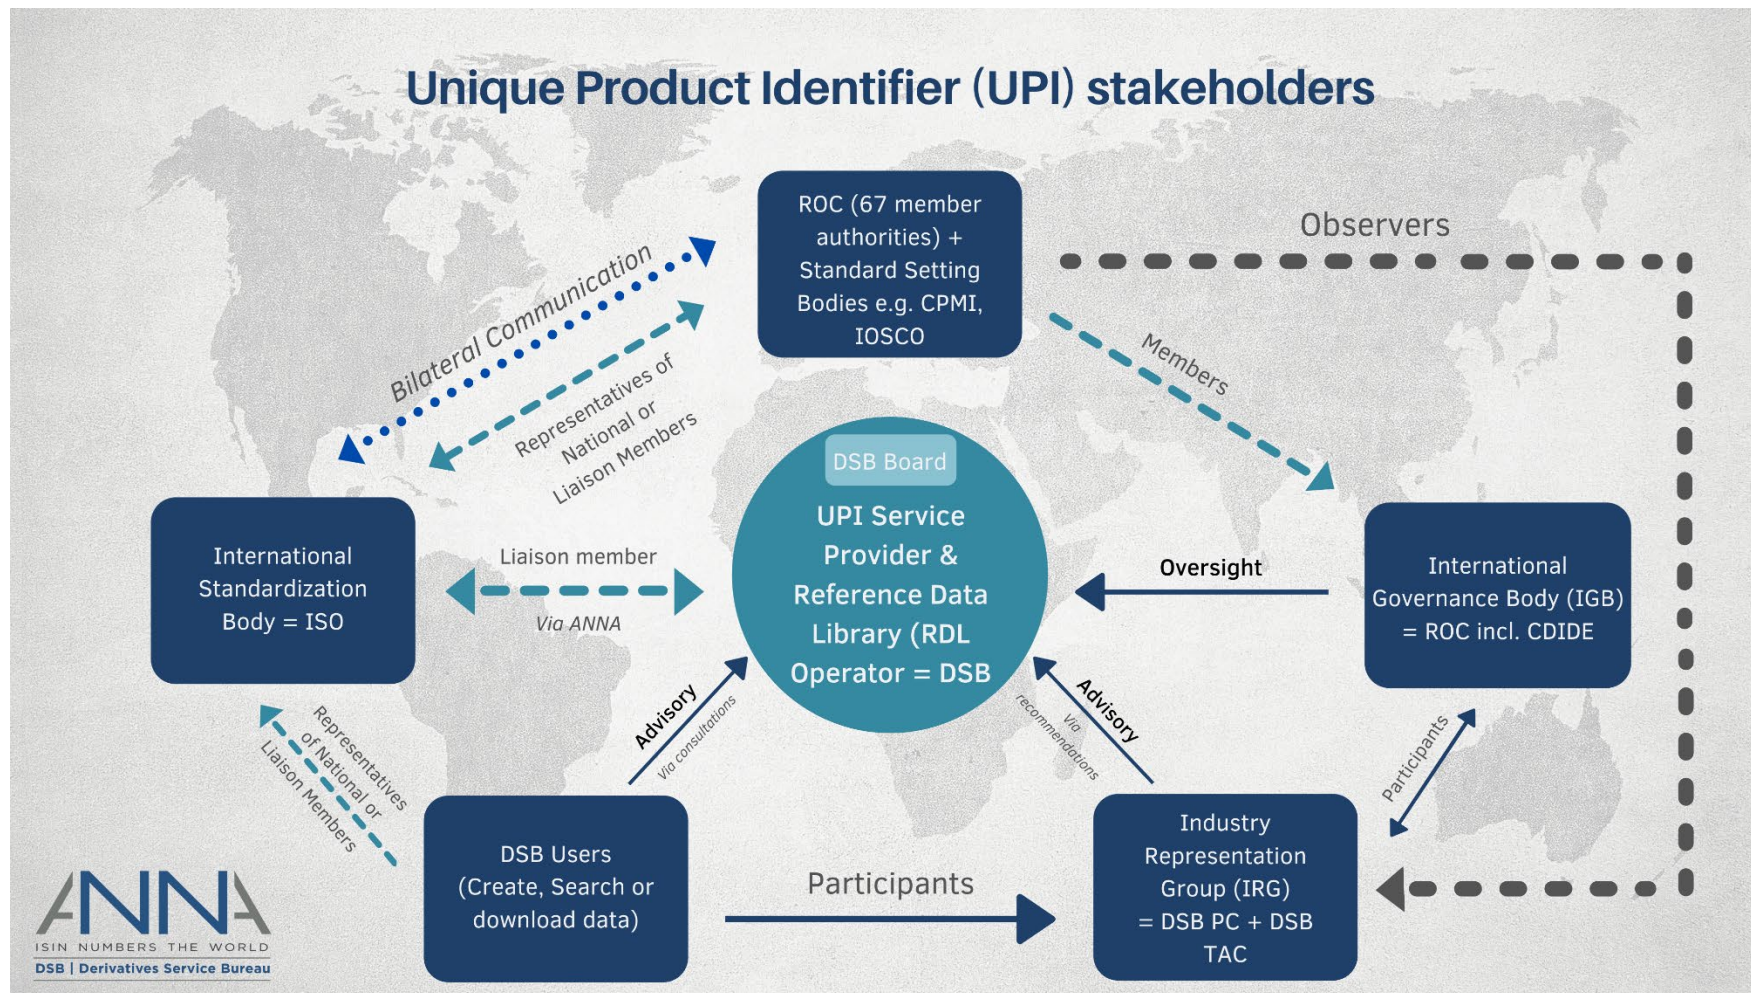 Unique Product Identifier (UPI) stakeholders
ROC (67 member
authorities) +
Standard Setting
Bodies e.g. CPMI,
IOSCO
Observers
Bilateral Communication
Representatives of
National or
Liaison Members
Members
DSB Board
UPI Service
Provider &
Reference Data
Library (RDL
Operator = DSB
International
Standardization
Body = ISO
Liaison member
Via ANNA
Oversight
International
Governance Body (IGB)
= ROC incl. CDIDE
Representatives
of National or
Liaison Members
Advisory
Via consultations
Advisory
Via
recommendations
Participants
DSB Users
(Create, Search or
download data)
Participants
Industry
Representation
Group (IRG)
= DSB PC + DSB
TAC
ANNA
ISIN NUMBERS THE WORLD
DSB | Derivatives Service Bureau